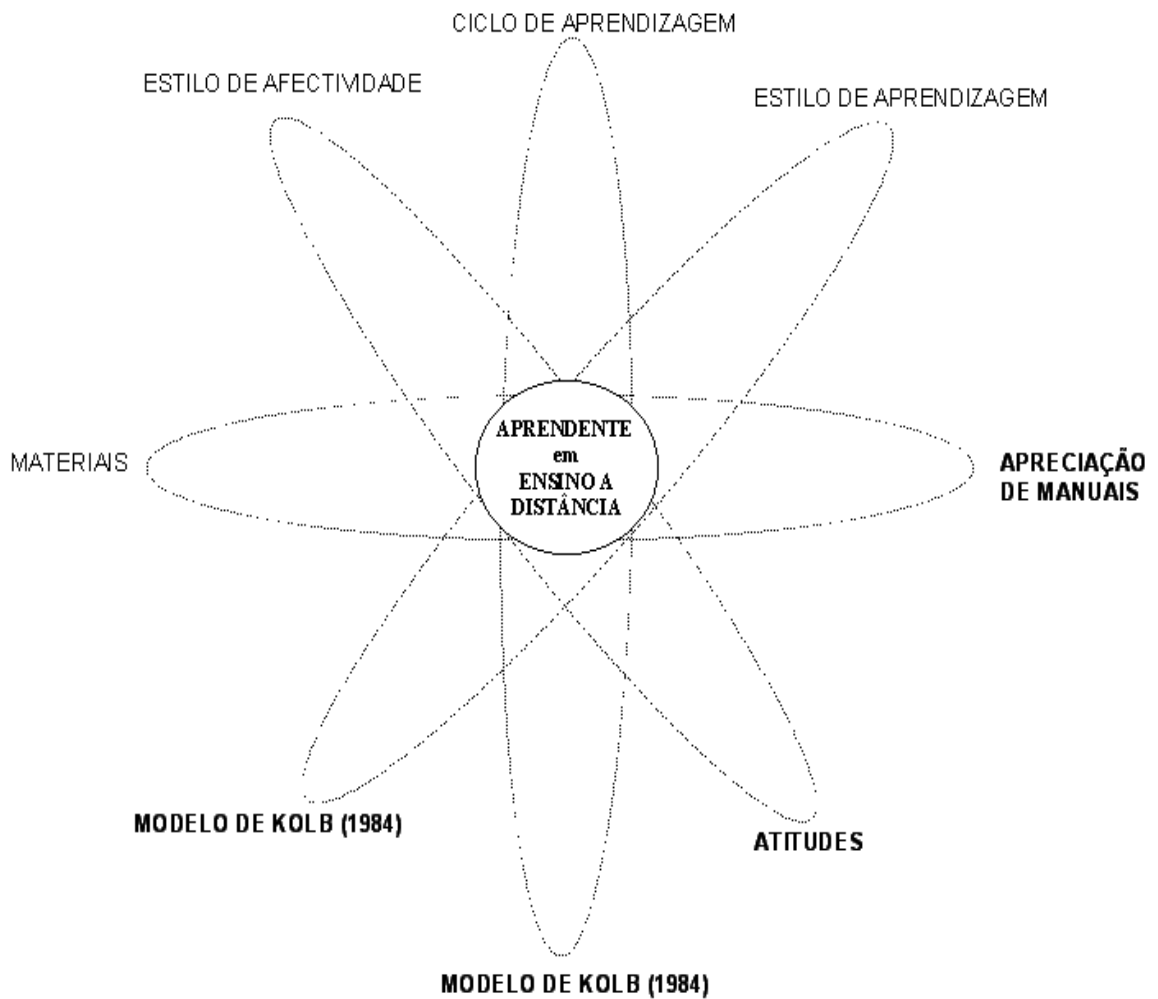 CICLO DE APRENDIZAGEM
ESTILO DE AFECTIVIDADE
ESTILO DE APRENDIZAGEM
MATERIAIS
APRENDENTE
em
ENSINO A
DISTÂNCIA
APRECIAÇÃO
DE MANUAIS
MODELO DE KOLB (1984)
ATITUDES
MODELO DE KOLB (1984)